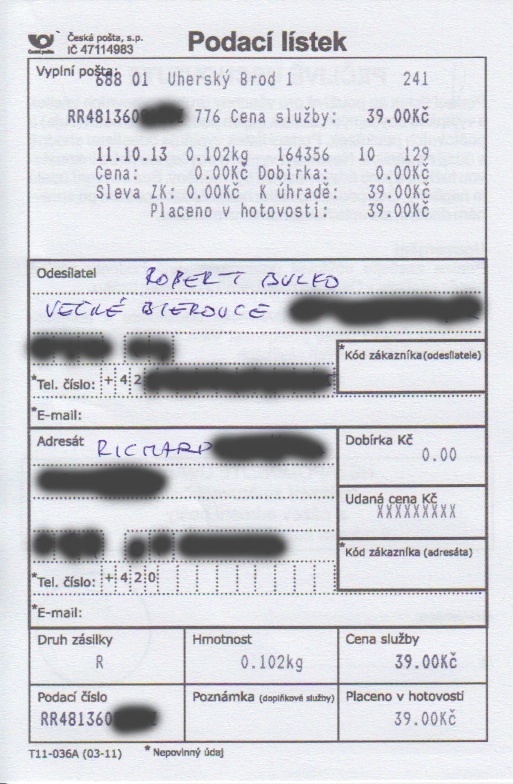 Česká pošta, s.p.
IČ 47114983
Podací lístek
Vyplní pošta:
688 01 Uherský Brod 1 241
RR481360 776 Cena služby: 39.00Kč
11.10.13 0.102kg 164356 10 129
Cena: 0.00Kč Dobírka: 0.00Kč
Sleva ZK: 0.00Kč K úhradě: 39.00Kč
Placeno v hotovosti: 39.00Kč
Odesílatel ROBERT
*Kód zákazníka (odesílatele)
*Tel. číslo: +42
*E-mail:
Adresát RICHARD
Dobírka Kč
0.00
Udaná cena Kč
XXXXXXXXX
*Kód zákazníka (adresáta)
*Tel. číslo: +420
*E-mail:
Druh zásilky Hmotnost Cena služby
R 0.102kg 39.00Kč
Podací číslo Poznámka (doplňkové služby) Placeno v hotovosti
RR481360 39.00Kč
T11-036A (03-11) * Nepovinný údaj